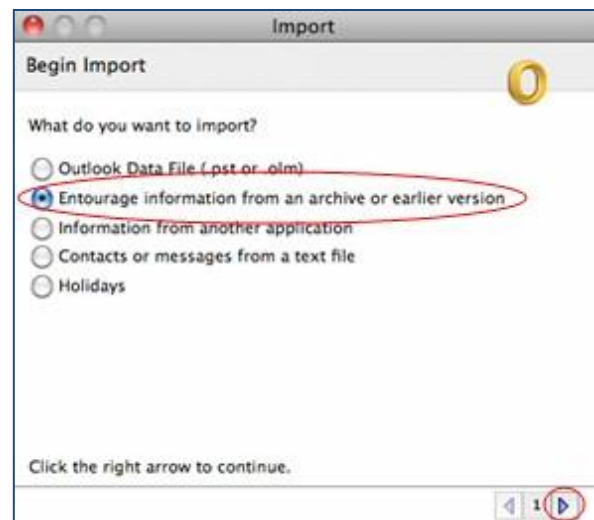 Import
Begin Import
What do you want to import?
Outlook Data File (.pst or .olm)
Entourage information from an archive or earlier version
Information from another application
Contacts or messages from a text file
Holidays
Click the right arrow to continue.
1